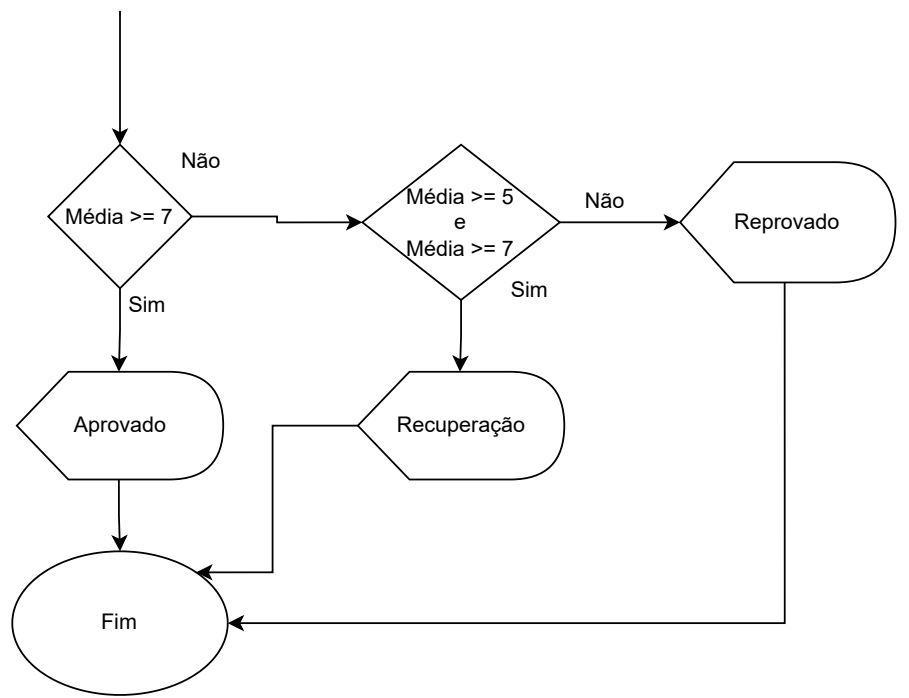 Não
Média >= 7
Sim
Média >= 5
e
Média >= 7
Não
Sim
Reprovado
Aprovado
Recuperação
Fim